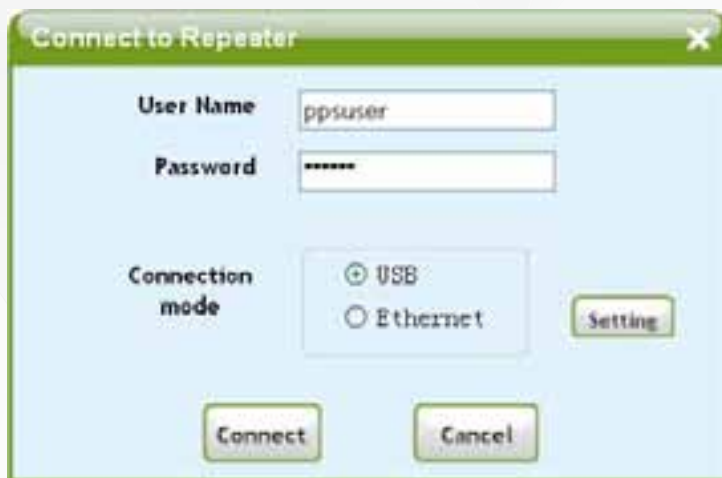 Connect to Repeater
User Name
ppsuser
Password
••••••
Connection
mode
USB
Ethernet
Setting
Connect
Cancel